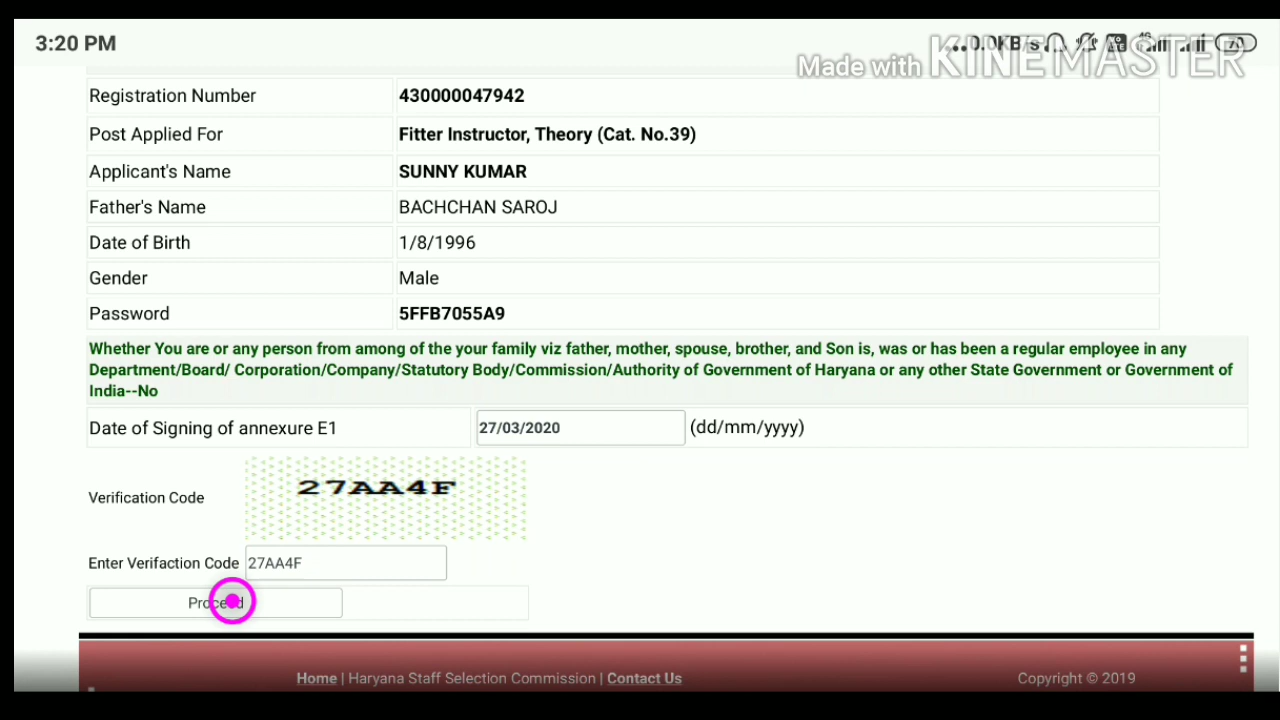 3:20 PM
0.0KB/s 70
Made with KINEMASTER
Registration Number 430000047942
Post Applied For Fitter Instructor, Theory (Cat. No.39)
Applicant's Name SUNNY KUMAR
Father's Name BACHCHAN SAROJ
Date of Birth 1/8/1996
Gender Male
Password 5FFB7055A9
Whether You are or any person from among of the your family viz father, mother, spouse, brother, and Son is, was or has been a regular employee in any
Department/Board/ Corporation/Company/Statutory Body/Commission/Authority of Government of Haryana or any other State Government or Government of
India--No
Date of Signing of annexure E1 27/03/2020 (dd/mm/yyyy)
Verification Code 27AA4F
Enter Verifaction Code 27AA4F
Proceed
Home | Haryana Staff Selection Commission | Contact Us Copyright © 2019